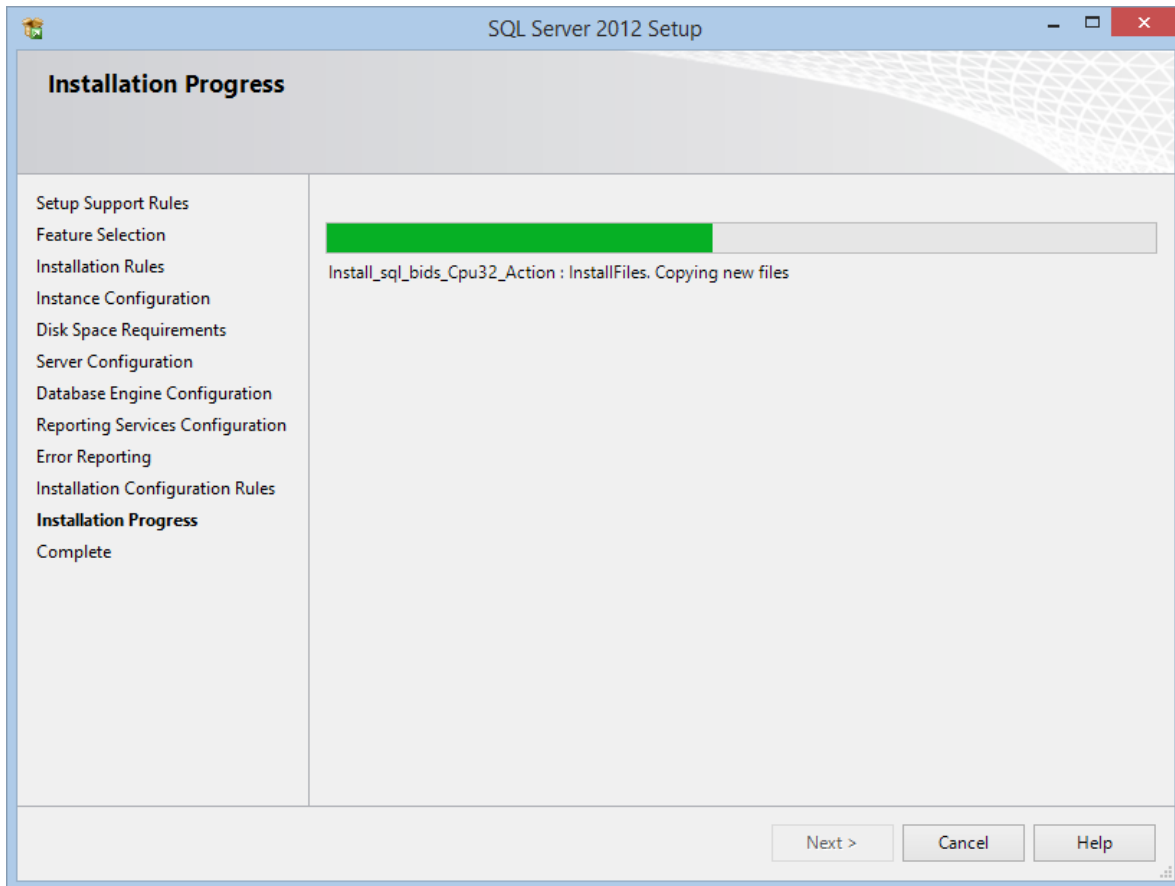 SQL Server 2012 Setup
Installation Progress
Setup Support Rules
Feature Selection
Installation Rules
Instance Configuration
Disk Space Requirements
Server Configuration
Database Engine Configuration
Reporting Services Configuration
Error Reporting
Installation Configuration Rules
Installation Progress
Complete
Install_sql_bids_Cpu32_Action : InstallFiles. Copying new files
Next >
Cancel
Help